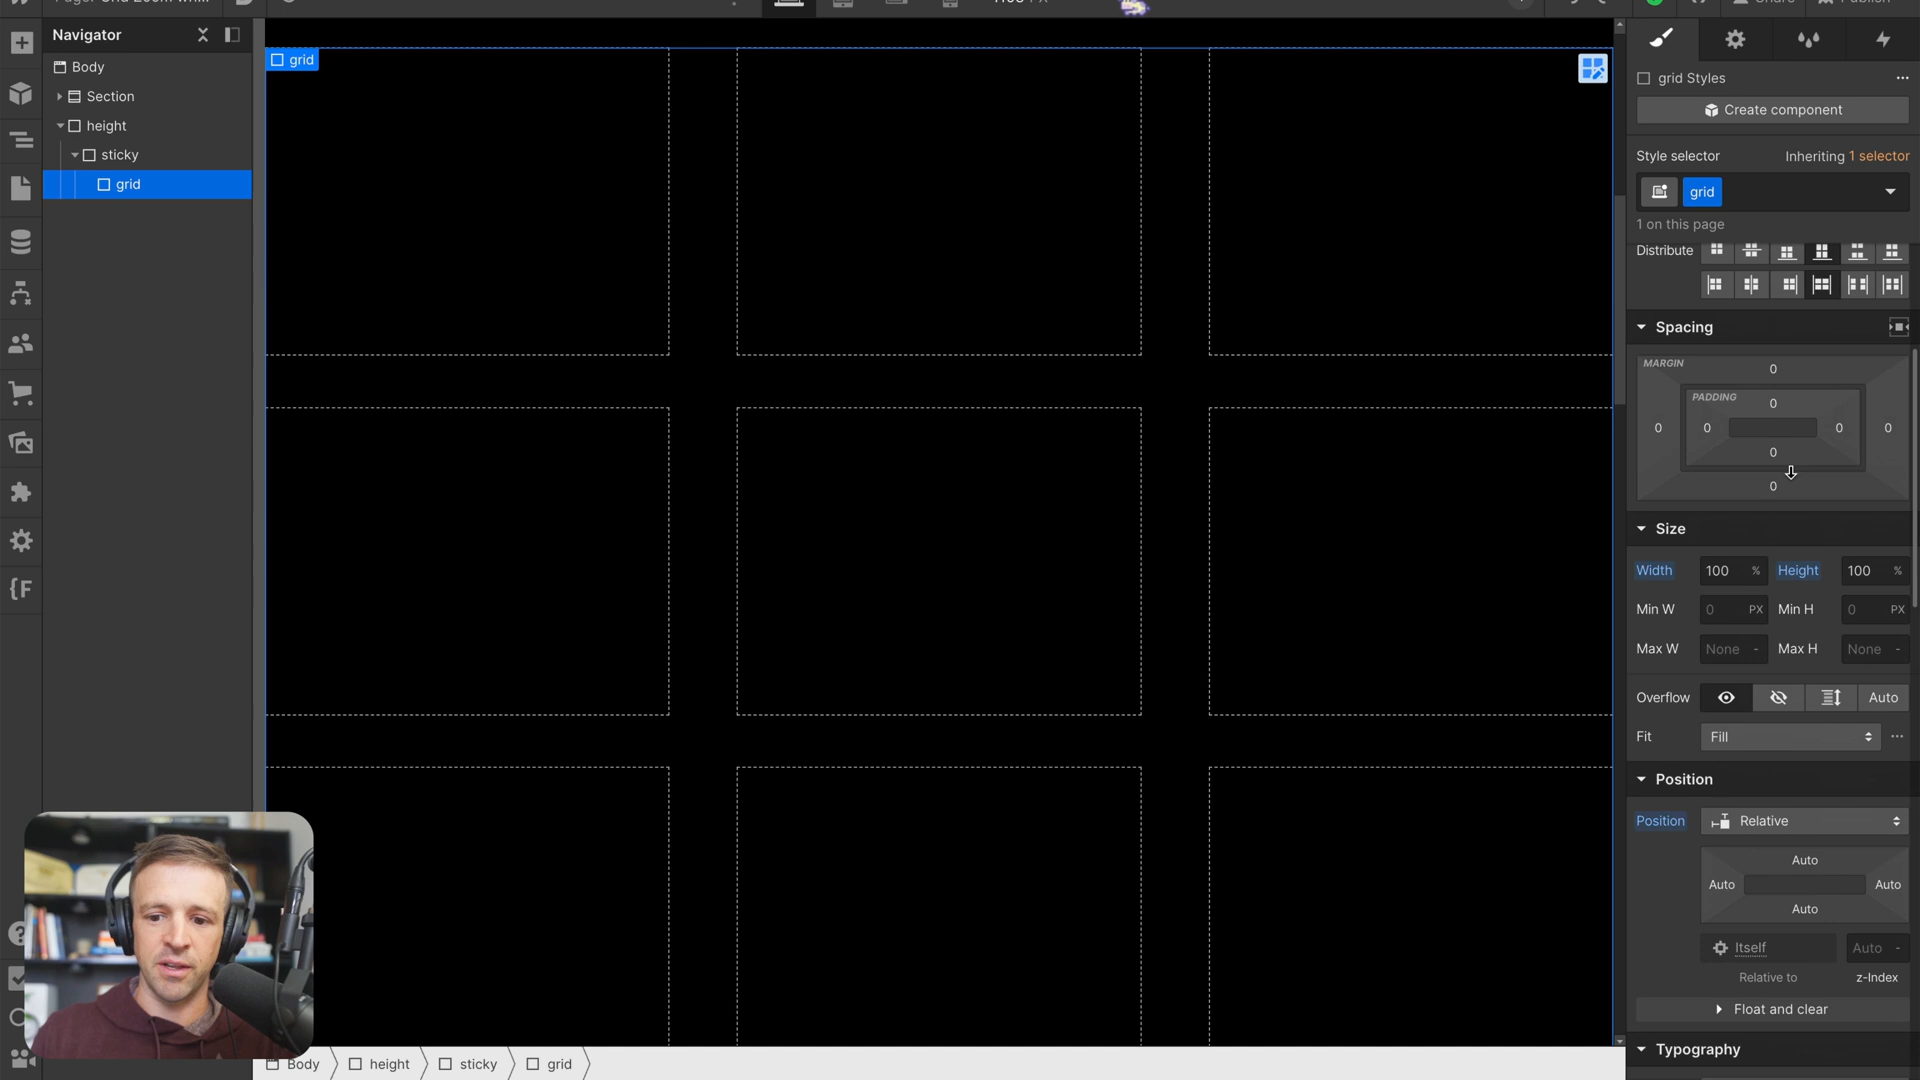 Navigator
Body
Section
height
sticky
grid
grid
grid Styles
Create component
Style selector
Inheriting 1 selector
grid
1 on this page
Distribute
Spacing
MARGIN
0
PADDING
0
0 0 0 0
0
0
Size
Width 100 % Height 100 %
Min W 0 PX Min H 0 PX
Max W None - Max H None -
Overflow Auto
Fit Fill
Position
Position Relative
Auto
Auto Auto
Auto
Itself Auto -
Relative to z-Index
Float and clear
Typography
Body height sticky grid